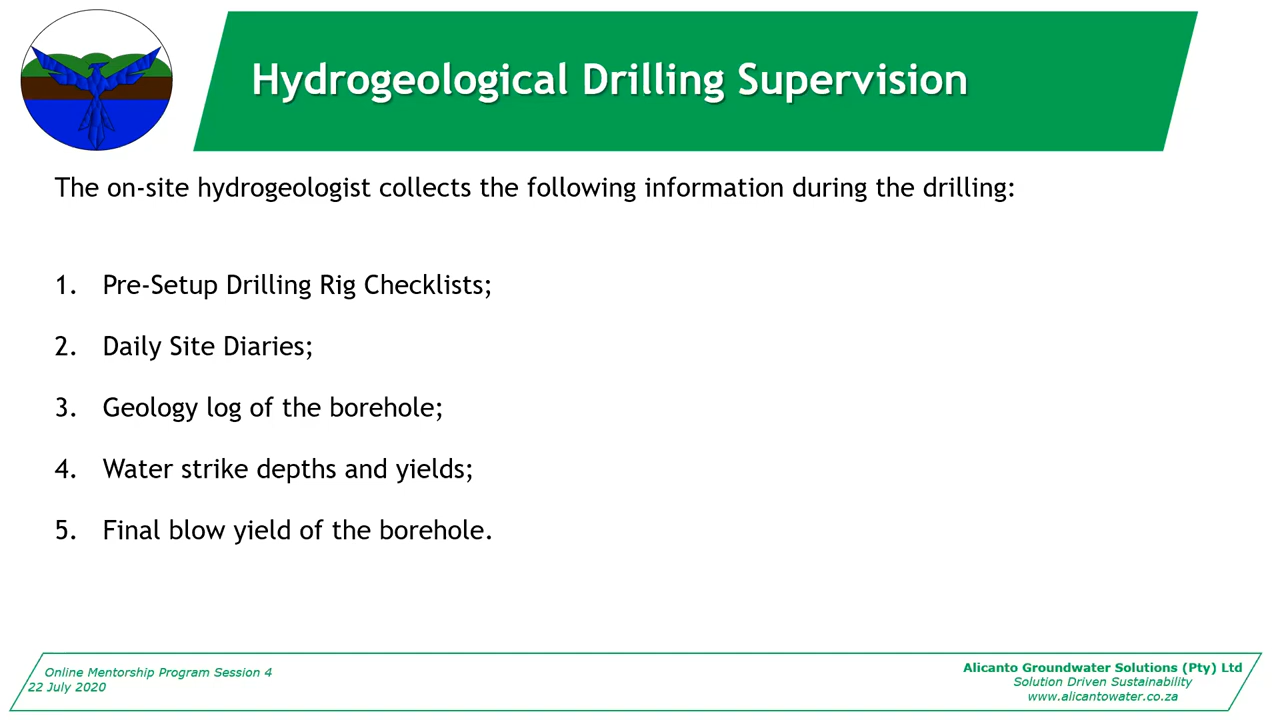 Hydrogeological Drilling Supervision
The on-site hydrogeologist collects the following information during the drilling:
1. Pre-Setup Drilling Rig Checklists;
2. Daily Site Diaries;
3. Geology log of the borehole;
4. Water strike depths and yields;
5. Final blow yield of the borehole.
Online Mentorship Program Session 4
22 July 2020
Alicanto Groundwater Solutions (Pty) Ltd
Solution Driven Sustainability
www.alicantowater.co.za